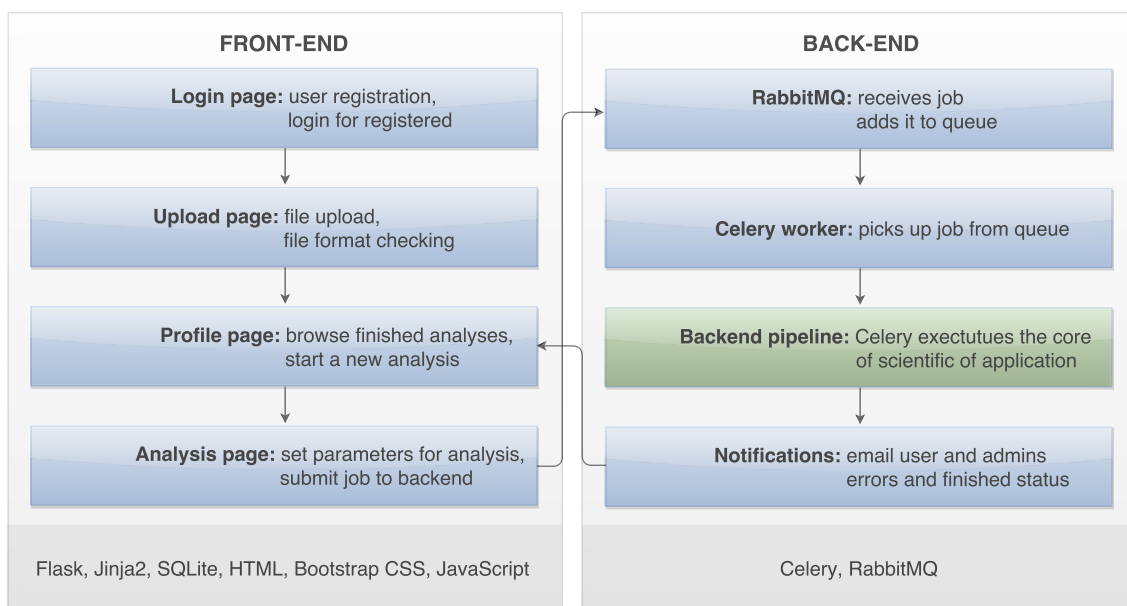 FRONT-END
Login page: user registration,
login for registered
Upload page: file upload,
file format checking
Profile page: browse finished analyses,
start a new analysis
Analysis page: set parameters for analysis,
submit job to backend
Flask, Jinja2, SQLite, HTML, Bootstrap CSS, JavaScript
BACK-END
RabbitMQ: receives job
adds it to queue
Celery worker: picks up job from queue
Backend pipeline: Celery exectutues the core
of scientific of application
Notifications: email user and admins
errors and finished status
Celery, RabbitMQ